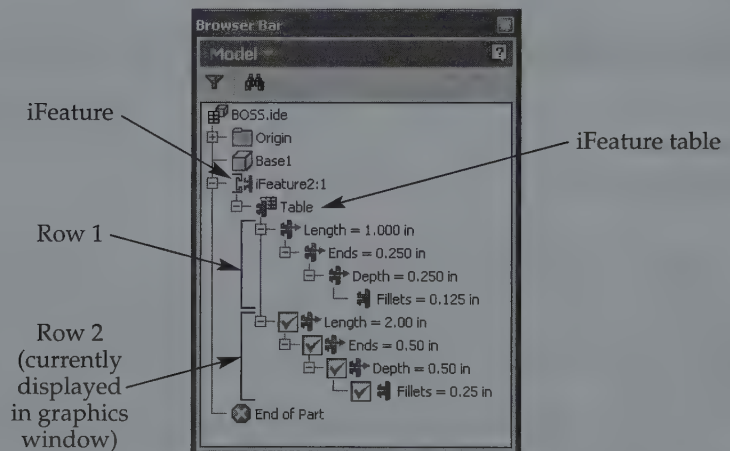 Browser Bar
Model
?
BOSS.ide
Origin
Base1
iFeature2:1
Table
Length = 1.000 in
Ends = 0.250 in
Depth = 0.250 in
Fillets = 0.125 in
Length = 2.00 in
Ends = 0.50 in
Depth = 0.50 in
Fillets = 0.25 in
End of Part
iFeature
iFeature table
Row 1
Row 2
(currently
displayed
in graphics
window)